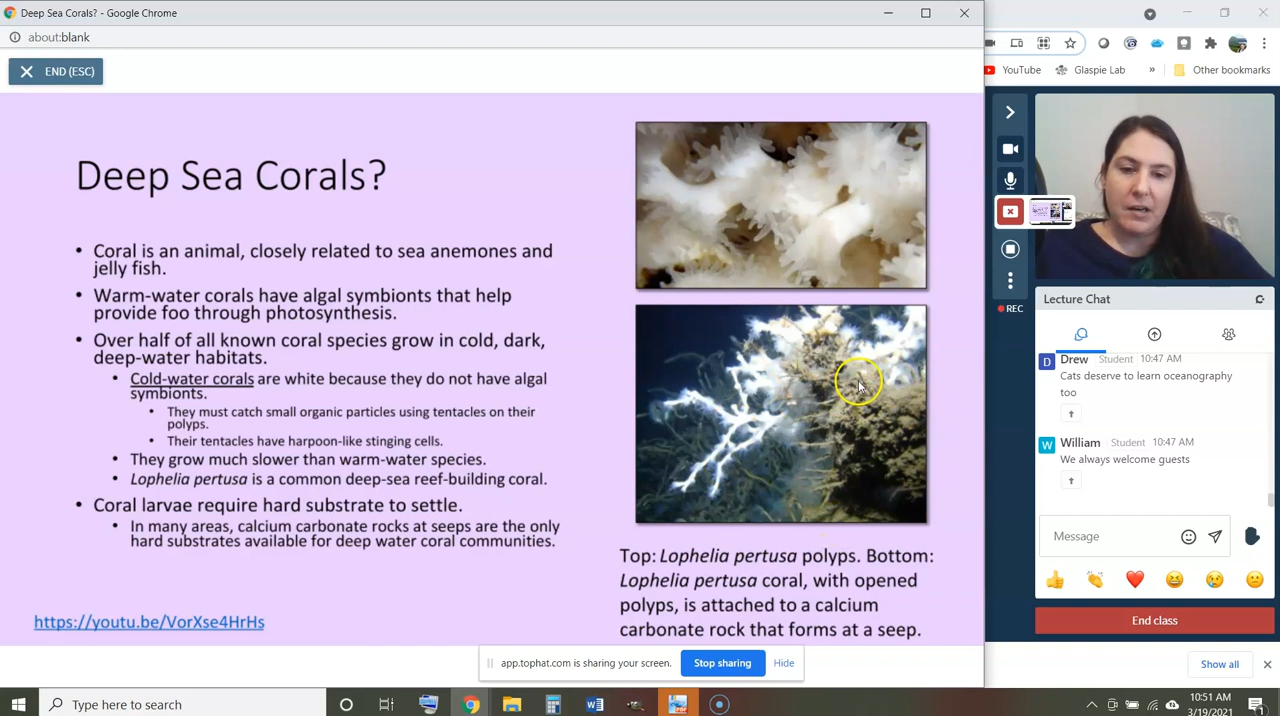 Deep Sea Corals? - Google Chrome
about:blank
END (ESC)
Deep Sea Corals?
• Coral is an animal, closely related to sea anemones and
jelly fish.
• Warm-water corals have algal symbionts that help
provide foo through photosynthesis.
• Over half of all known coral species grow in cold, dark,
deep-water habitats.
• Cold-water corals are white because they do not have algal
symbionts.
• They must catch small organic particles using tentacles on their
polyps.
• Their tentacles have harpoon-like stinging cells.
• They grow much slower than warm-water species.
• Lophelia pertusa is a common deep-sea reef-building coral.
• Coral larvae require hard substrate to settle.
• In many areas, calcium carbonate rocks at seeps are the only
hard substrates available for deep water coral communities.
https://youtu.be/VorXse4HrHs
Top: Lophelia pertusa polyps. Bottom:
Lophelia pertusa coral, with opened
polyps, is attached to a calcium
carbonate rock that forms at a seep.
app.tophat.com is sharing your screen.
Stop sharing
Hide
YouTube
Glaspie Lab
»
Other bookmarks
REC
Lecture Chat
D
Drew Student 10:47 AM
Cats deserve to learn oceanography
too
W
William Student 10:47 AM
We always welcome guests
Message
End class
Show all
Type here to search
10:51 AM
3/19/2021
1